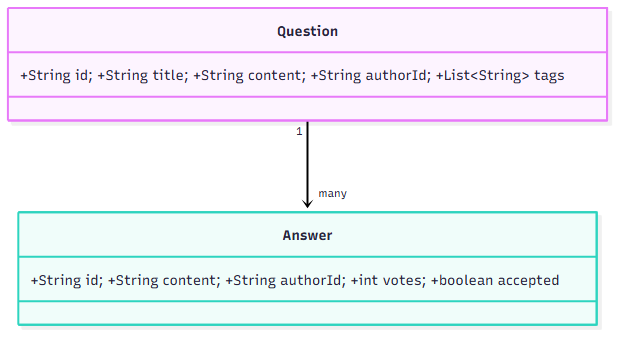 Question
+String id; +String title; +String content; +String authorId; +List<String> tags
1
many
Answer
+String id; +String content; +String authorId; +int votes; +boolean accepted